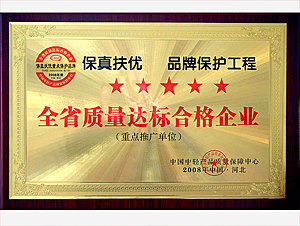 保真扶优 品牌保护工程
全省质量达标合格企业
(重点推广单位)
中国中轻产品质量保障中心
2008年中国·河北